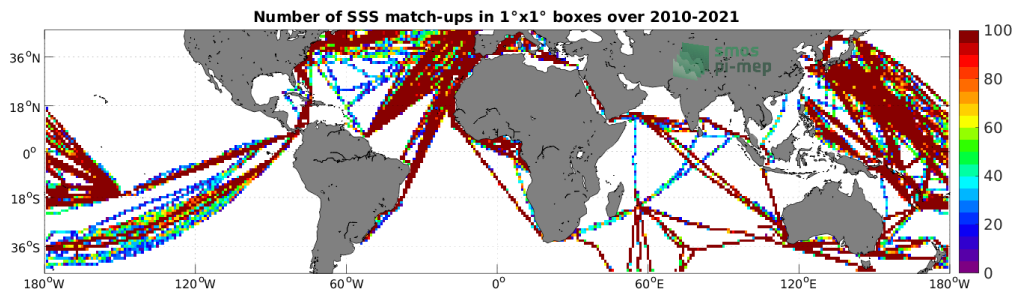 Number of SSS match-ups in 1°x1° boxes over 2010-2021
smos
pi-mep
36°N
18°N
0°
18°S
36°S
180°W
120°W
60°W
0°
60°E
120°E
180°W
100
80
60
40
20
0